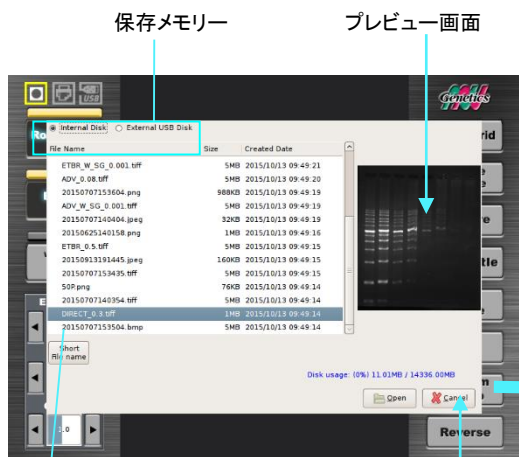 保存メモリー
プレビュー画面
USB
Genetics
Internal Disk
External USB Disk
File Name Size Created Date
ETBR_W_SG_0.001.tiff 5MB 2015/10/13 09:49:21
ADV_0.08.tiff 5MB 2015/10/13 09:49:20
20150707153604.png 988KB 2015/10/13 09:49:19
ADV_W_SG_0.001.tiff 5MB 2015/10/13 09:49:19
20150707140404.jpeg 32KB 2015/10/13 09:49:19
20150625140158.png 1MB 2015/10/13 09:49:16
ETBR_0.5.tiff 5MB 2015/10/13 09:49:15
20150913191445.jpeg 160KB 2015/10/13 09:49:15
20150707153435.tiff 5MB 2015/10/13 09:49:15
50P.png 76KB 2015/10/13 09:49:14
20150707140354.tiff 5MB 2015/10/13 09:49:14
DIRECT_0.3.tiff 1MB 2015/10/13 09:49:14
20150707153504.bmp 5MB 2015/10/13 09:49:14
Short
File name
Disk usage: (0%) 11.01MB / 14336.00MB
Open
Cancel
Reverse